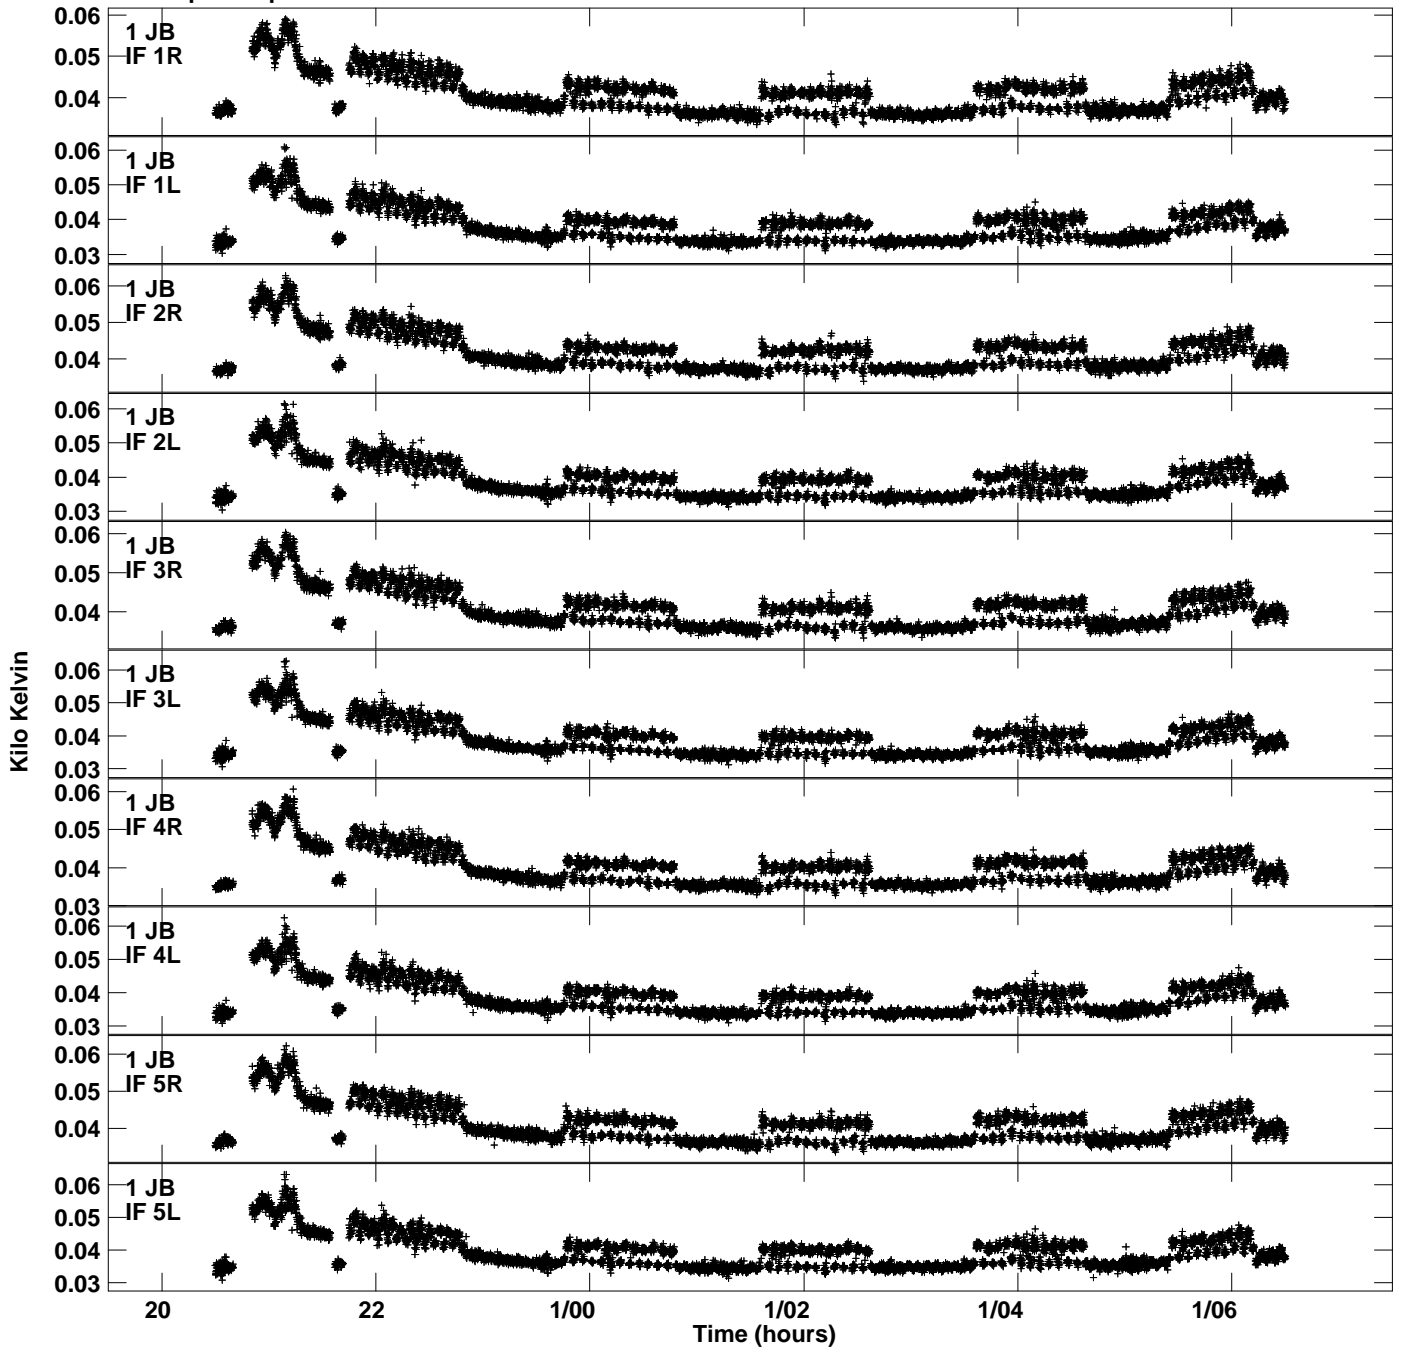 0.06
1 JB
0.05
IF 1R
0.04
0.06
1 JB
0.05
IF 1L
0.04
0.03
0.06
1 JB
IF 2R
0.05
0.04
0.06
1 JB
0.05
IF 2L
0.04
0.03
0.06
1 JB
0.05
IF 3R
0.04
0.06
1 JB
IF 3L
0.05
0.04
0.03
0.06
1 JB
0.05
IF 4R
0.04
0.03
0.06
1 JB
0.05
IF 4L
0.04
0.03
0.06
1 JB
IF 5R
0.05
0.04
0.06
1 JB
0.05
IF 5L
0.04
0.03
Kilo Kelvin
20 22 1/00 1/02 1/04 1/06
Time (hours)